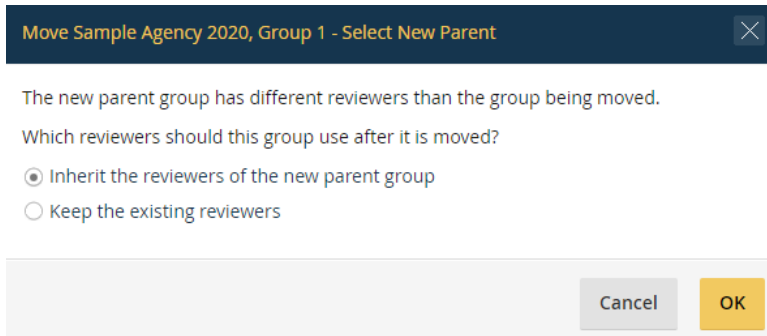 Move Sample Agency 2020, Group 1 - Select New Parent
The new parent group has different reviewers than the group being moved.
Which reviewers should this group use after it is moved?
Inherit the reviewers of the new parent group
Keep the existing reviewers
Cancel OK